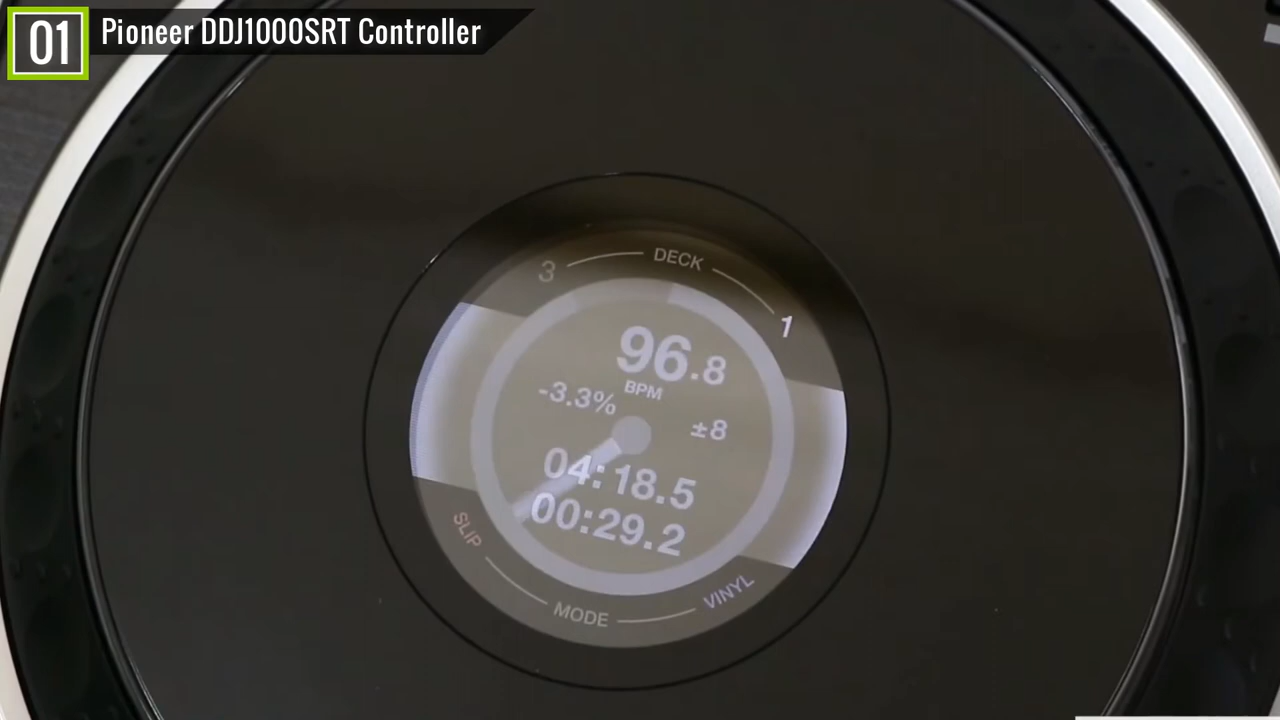 01 Pioneer DDJ1000SRT Controller
3 DECK 1
96.8
BPM
-3.3% ±8
04:18.5
00:29.2
SLIP MODE VINYL